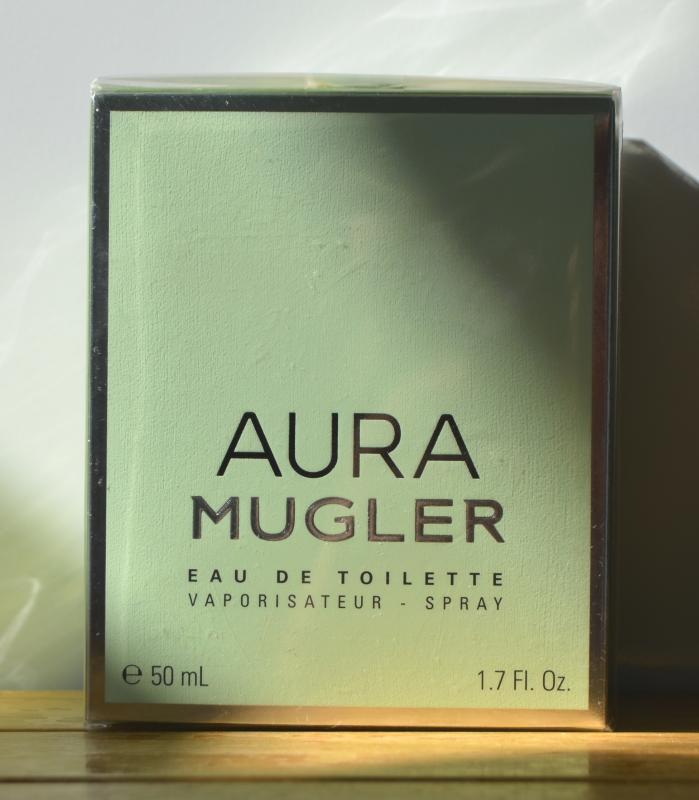 AURA
MUGLER
EAU DE TOILETTE
VAPORISATEUR - SPRAY
℮ 50 mL 1.7 Fl. Oz.